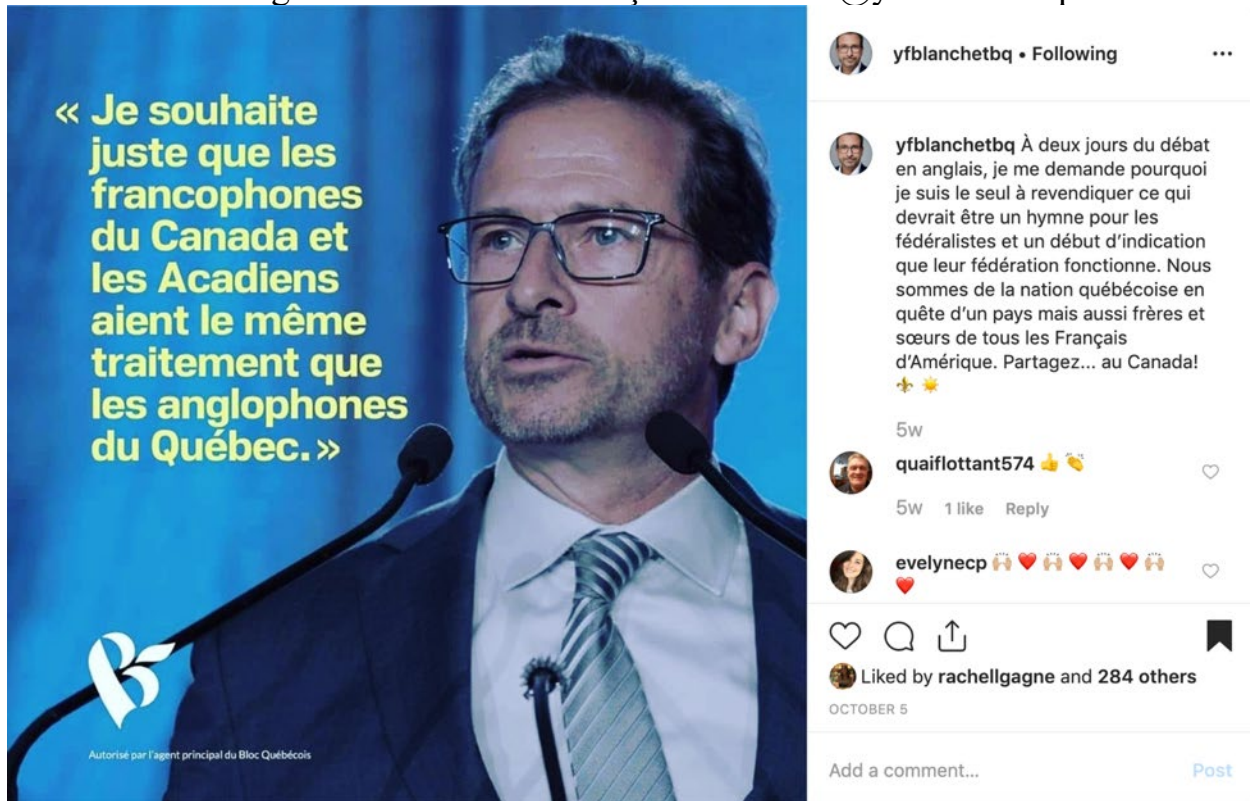 « Je souhaite
juste que les
francophones
du Canada et
les Acadiens
aient le même
traitement que
les anglophones
du Québec.»
Autorisé par l'agent principal du Bloc Québécois
yfblanchetbq • Following
yfblanchetbq À deux jours du débat
en anglais, je me demande pourquoi
je suis le seul à revendiquer ce qui
devrait être un hymne pour les
fédéralistes et un début d'indication
que leur fédération fonctionne. Nous
sommes de la nation québécoise en
quête d'un pays mais aussi frères et
sœurs de tous les Français
d'Amérique. Partagez... au Canada!
⚜️ ☀️
5w
quaiflottant574 👍 👏
5w 1 like Reply
evelynecp 🙌🏼 ❤️ 🙌🏼 ❤️ 🙌🏼 ❤️ 🙌🏼
❤️
Liked by rachellgagne and 284 others
OCTOBER 5
Add a comment... Post